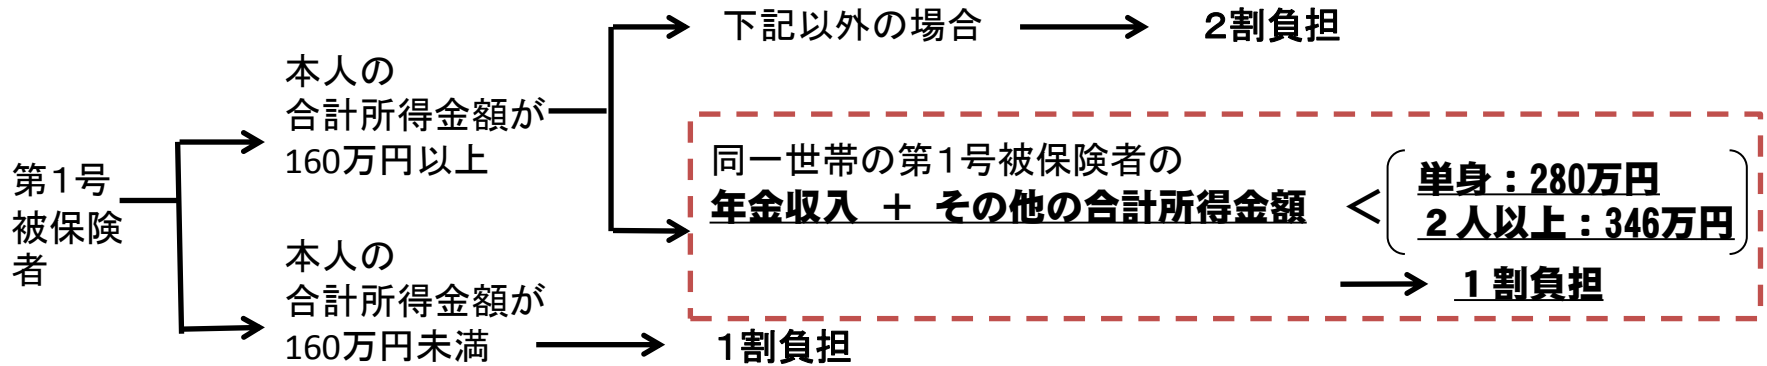 第１号
被保険
者
本人の
合計所得金額が
160万円以上
下記以外の場合
２割負担
同一世帯の第１号被保険者の
年金収入 ＋ その他の合計所得金額 ＜
単身：280万円
２人以上：346万円
１割負担
本人の
合計所得金額が
160万円未満
１割負担